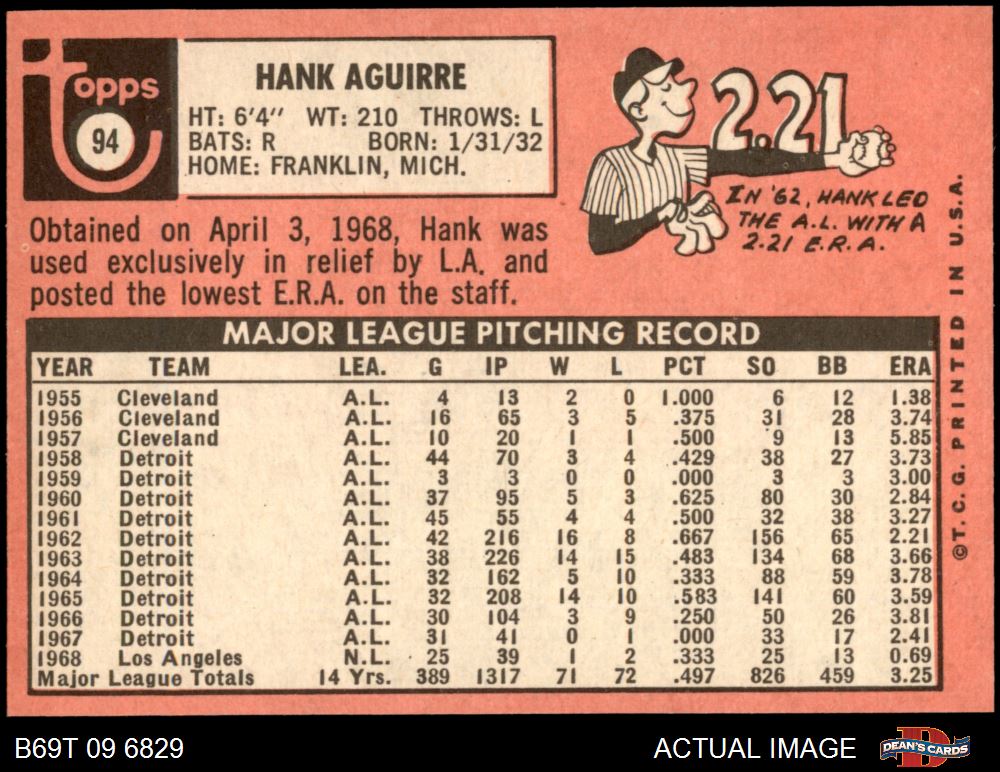 topps
94
HANK AGUIRRE
HT: 6'4" WT: 210 THROWS: L
BATS: R BORN: 1/31/32
HOME: FRANKLIN, MICH.
2.21
IN '62, HANK LED
THE A.L. WITH A
2.21 E.R.A.
Obtained on April 3, 1968, Hank was
used exclusively in relief by L.A. and
posted the lowest E.R.A. on the staff.
MAJOR LEAGUE PITCHING RECORD
YEAR TEAM LEA. G IP W L PCT SO BB ERA
1955 Cleveland A.L. 4 13 2 0 1.000 6 12 1.38
1956 Cleveland A.L. 16 65 3 5 .375 31 28 3.74
1957 Cleveland A.L. 10 20 1 1 .500 9 13 5.85
1958 Detroit A.L. 44 70 3 4 .429 38 27 3.73
1959 Detroit A.L. 3 3 0 0 .000 3 3 3.00
1960 Detroit A.L. 37 95 5 3 .625 80 30 2.84
1961 Detroit A.L. 45 55 4 4 .500 32 38 3.27
1962 Detroit A.L. 42 216 16 8 .667 156 65 2.21
1963 Detroit A.L. 38 226 14 15 .483 134 68 3.66
1964 Detroit A.L. 32 162 5 10 .333 88 59 3.78
1965 Detroit A.L. 32 208 14 10 .583 141 60 3.59
1966 Detroit A.L. 30 104 3 9 .250 50 26 3.81
1967 Detroit A.L. 31 41 0 1 .000 33 17 2.41
1968 Los Angeles N.L. 25 39 1 2 .333 25 13 0.69
Major League Totals 14 Yrs. 389 1317 71 72 .497 826 459 3.25
©T. C. G. PRINTED IN U.S.A.
B69T 09 6829
ACTUAL IMAGE
DEAN'S CARDS